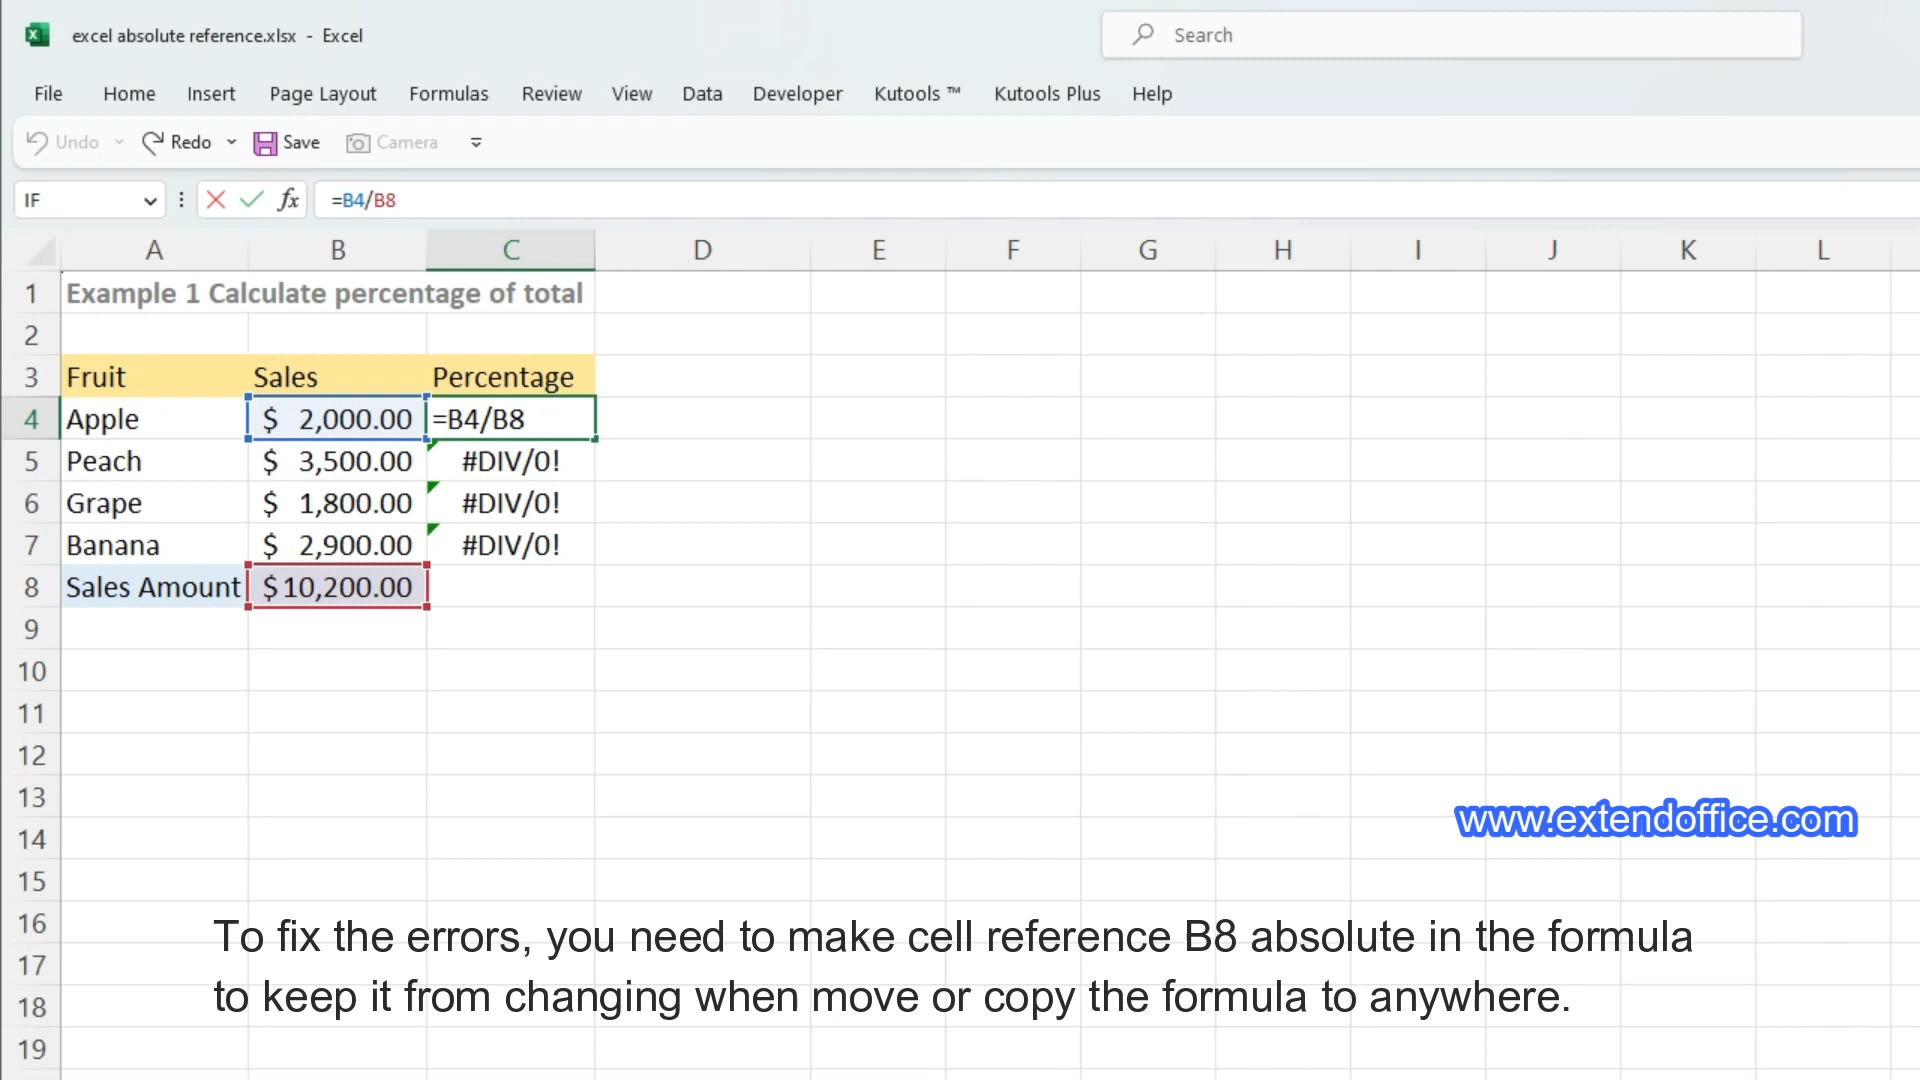 excel absolute reference.xlsx - Excel
Search
File Home Insert Page Layout Formulas Review View Data Developer Kutools ™ Kutools Plus Help
Undo Redo Save Camera
IF fx =B4/B8
A B C D E F G H I J K L
1 Example 1 Calculate percentage of total
2
3 Fruit Sales Percentage
4 Apple $ 2,000.00 =B4/B8
5 Peach $ 3,500.00 #DIV/0!
6 Grape $ 1,800.00 #DIV/0!
7 Banana $ 2,900.00 #DIV/0!
8 Sales Amount $10,200.00
9
10
11
12
13
www.extendoffice.com
14
15
16
To fix the errors, you need to make cell reference B8 absolute in the formula
17
to keep it from changing when move or copy the formula to anywhere.
18
19